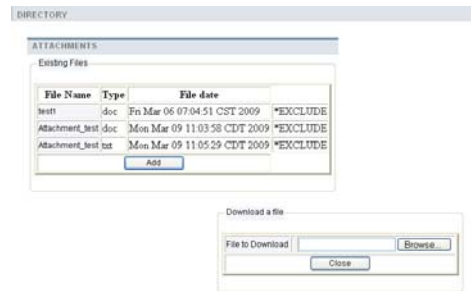 DIRECTORY
ATTACHMENTS
Existing Files
File Name Type File date
test1 doc Fri Mar 06 07:04:51 CST 2009 *EXCLUDE
Attachment_test doc Mon Mar 09 11:03:58 CDT 2009 *EXCLUDE
Attachment_test txt Mon Mar 09 11:05:29 CDT 2009 *EXCLUDE
Add
Download a file
File to Download Browse...
Close